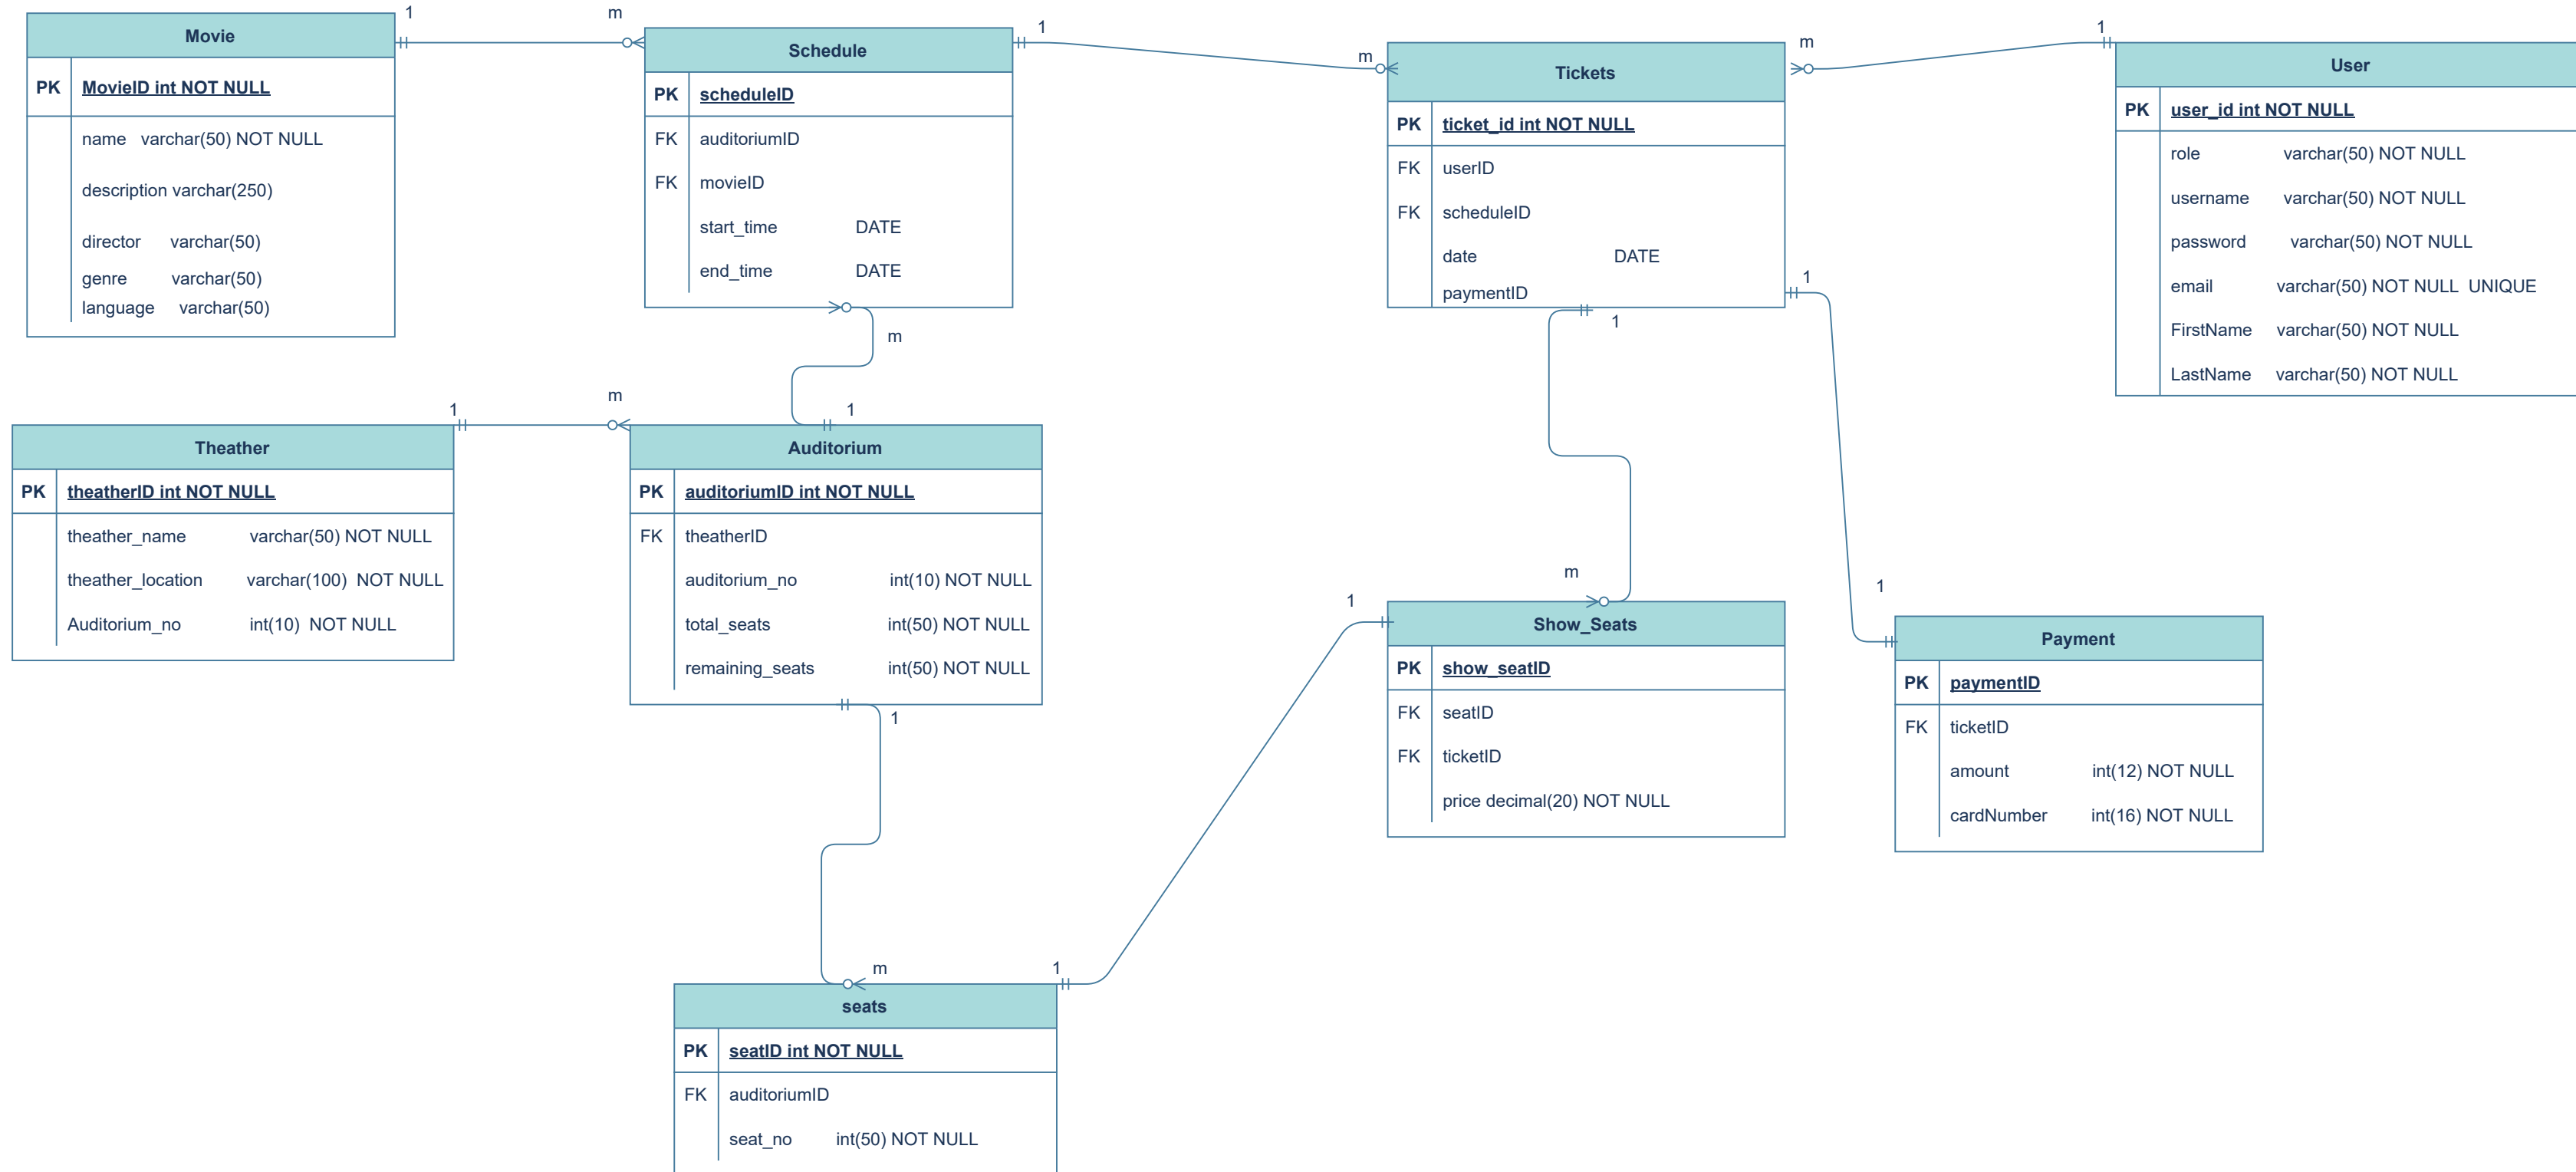 1
m
Movie
PK MovieID int NOT NULL
name varchar(50) NOT NULL
description varchar(250)
director varchar(50)
genre varchar(50)
language varchar(50)
Schedule
PK scheduleID
FK auditoriumID
FK movieID
start_time DATE
end_time DATE
1
m
Tickets
PK ticket_id int NOT NULL
FK userID
FK scheduleID
date DATE
paymentID
m
1
User
PK user_id int NOT NULL
role varchar(50) NOT NULL
username varchar(50) NOT NULL
password varchar(50) NOT NULL
email varchar(50) NOT NULL UNIQUE
FirstName varchar(50) NOT NULL
LastName varchar(50) NOT NULL
1
1
m
1
m
1
Theather
PK theatherID int NOT NULL
theather_name varchar(50) NOT NULL
theather_location varchar(100) NOT NULL
Auditorium_no int(10) NOT NULL
Auditorium
PK auditoriumID int NOT NULL
FK theatherID
auditorium_no int(10) NOT NULL
total_seats int(50) NOT NULL
remaining_seats int(50) NOT NULL
1
m
1
Show_Seats
PK show_seatID
FK seatID
FK ticketID
price decimal(20) NOT NULL
1
Payment
PK paymentID
FK ticketID
amount int(12) NOT NULL
cardNumber int(16) NOT NULL
m
1
seats
PK seatID int NOT NULL
FK auditoriumID
seat_no int(50) NOT NULL